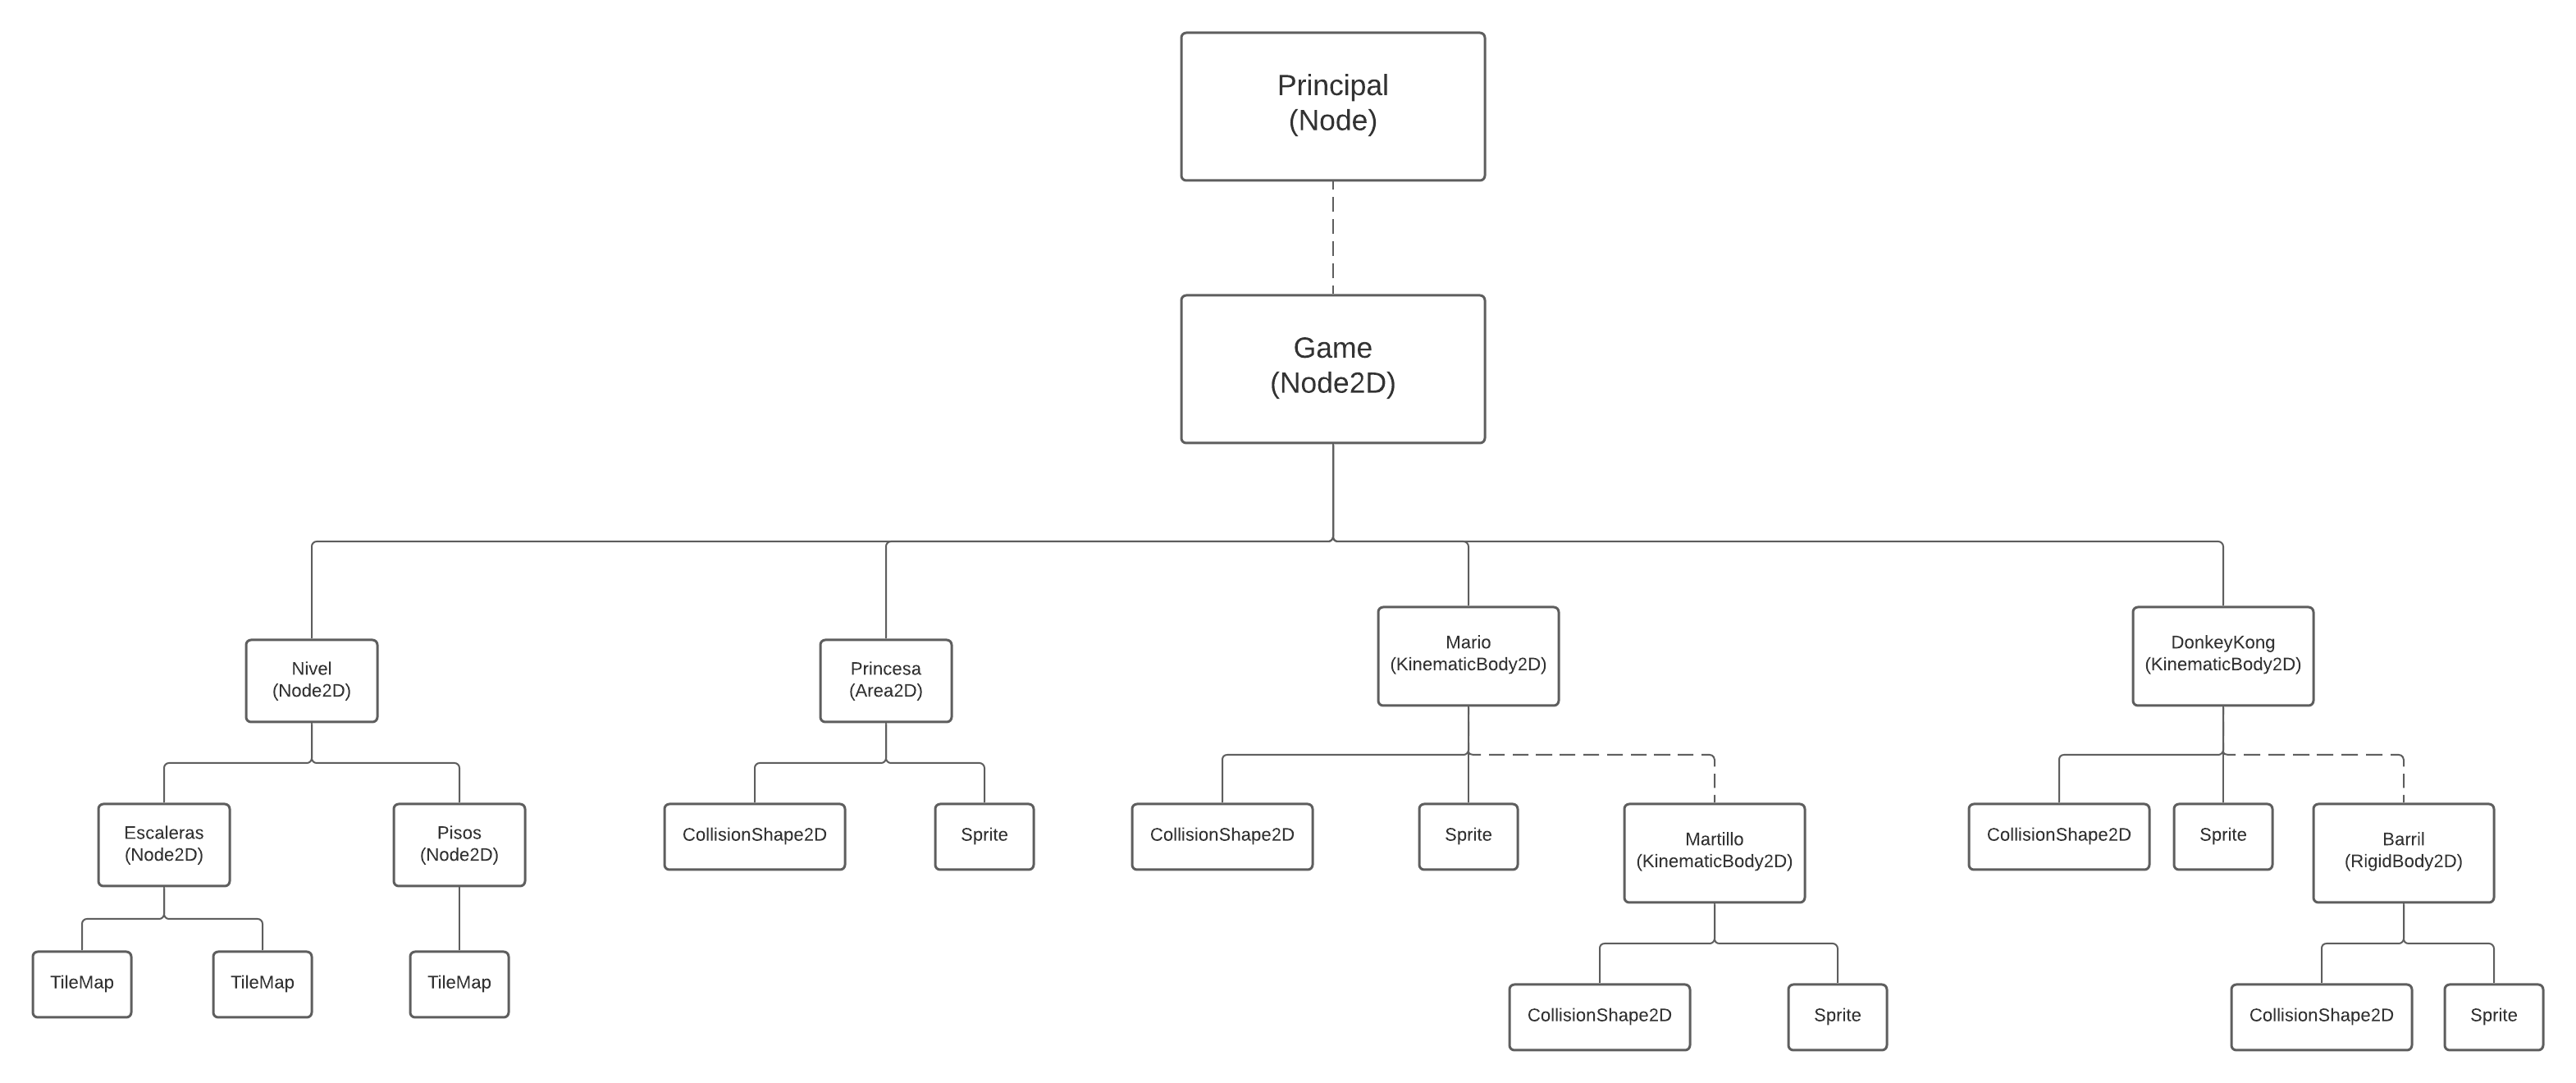 Principal
(Node)
Game
(Node2D)
Nivel
(Node2D)
Princesa
(Area2D)
Mario
(KinematicBody2D)
DonkeyKong
(KinematicBody2D)
Escaleras
(Node2D)
Pisos
(Node2D)
CollisionShape2D
Sprite
CollisionShape2D
Sprite
Martillo
(KinematicBody2D)
CollisionShape2D
Sprite
Barril
(RigidBody2D)
TileMap
TileMap
TileMap
CollisionShape2D
Sprite
CollisionShape2D
Sprite